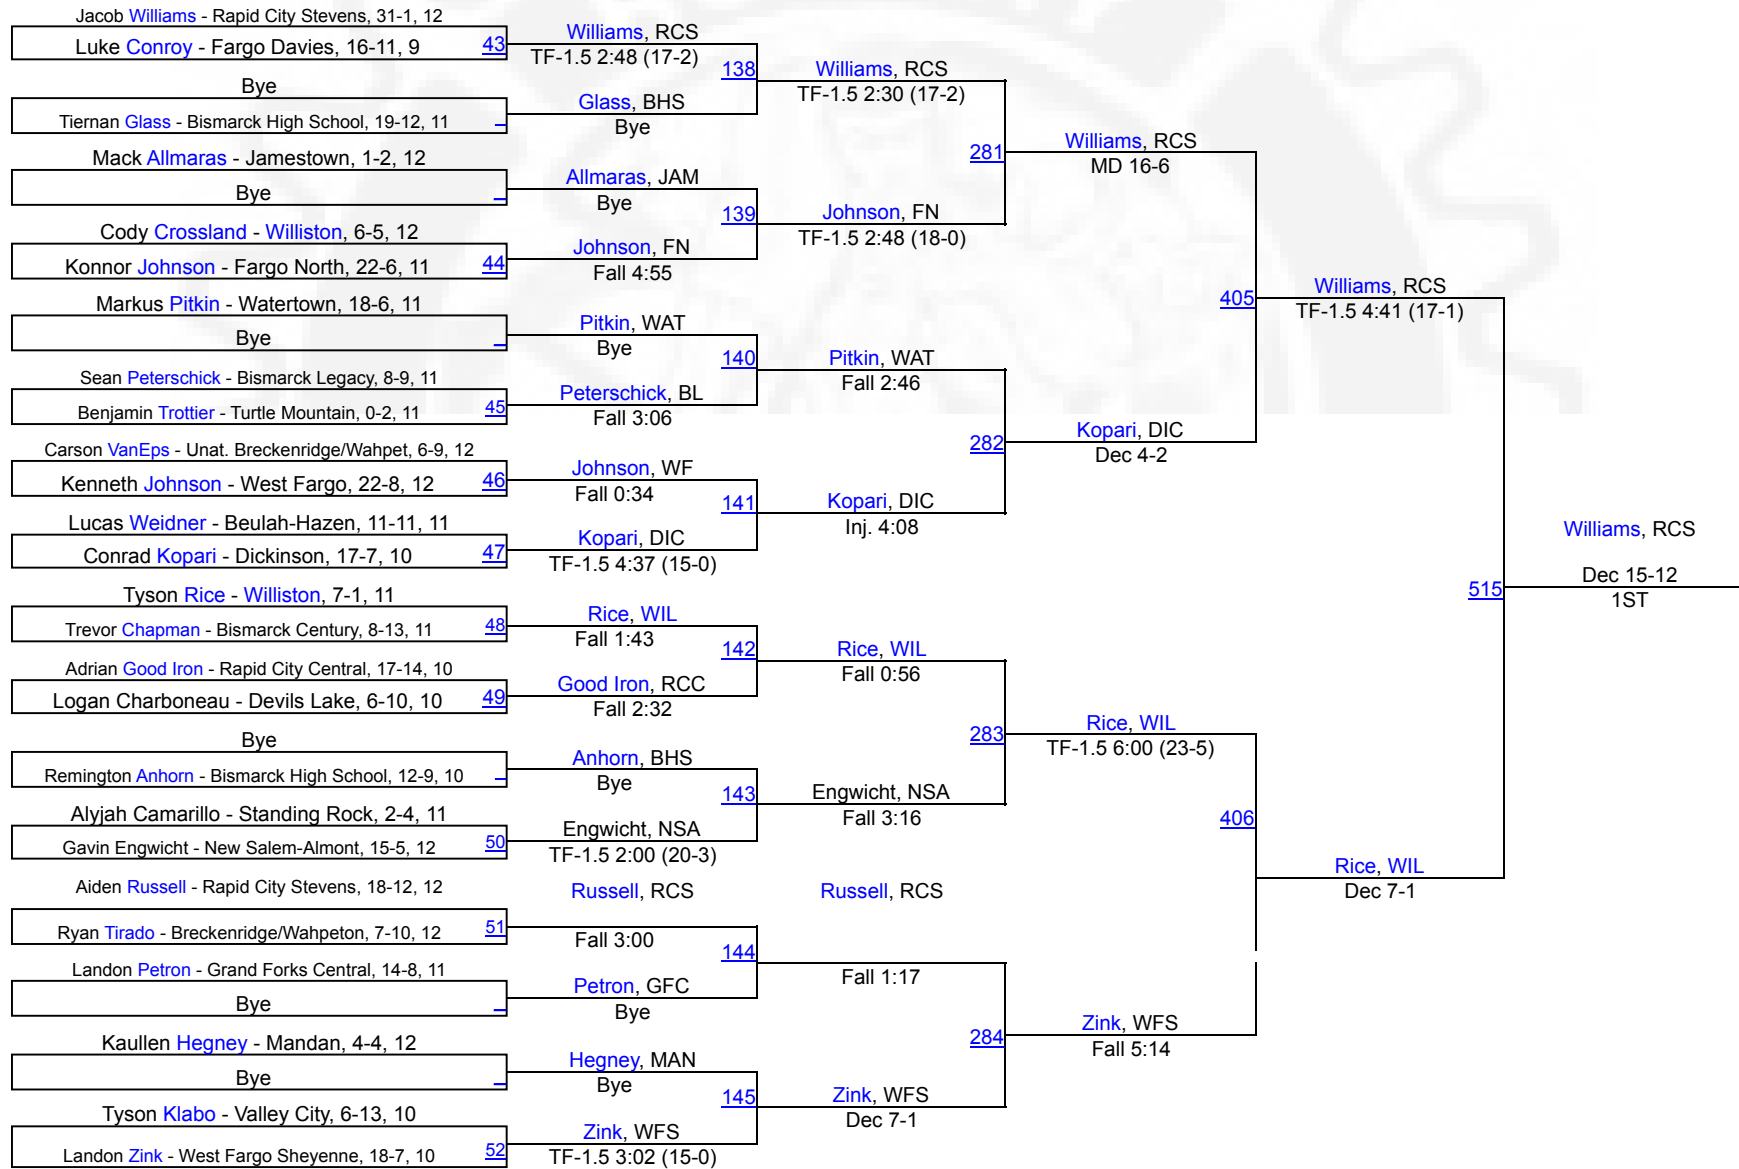 Jacob Williams - Rapid City Stevens, 31-1, 12
Luke Conroy - Fargo Davies, 16-11, 9
43
Bye
Tiernan Glass - Bismarck High School, 19-12, 11
Mack Allmaras - Jamestown, 1-2, 12
Bye
Cody Crossland - Williston, 6-5, 12
Konnor Johnson - Fargo North, 22-6, 11
44
Markus Pitkin - Watertown, 18-6, 11
Bye
Sean Peterschick - Bismarck Legacy, 8-9, 11
Benjamin Trottier - Turtle Mountain, 0-2, 11
45
Carson VanEps - Unat. Breckenridge/Wahpet, 6-9, 12
Kenneth Johnson - West Fargo, 22-8, 12
46
Lucas Weidner - Beulah-Hazen, 11-11, 11
Conrad Kopari - Dickinson, 17-7, 10
47
Tyson Rice - Williston, 7-1, 11
Trevor Chapman - Bismarck Century, 8-13, 11
48
Adrian Good Iron - Rapid City Central, 17-14, 10
Logan Charboneau - Devils Lake, 6-10, 10
49
Bye
Remington Anhorn - Bismarck High School, 12-9, 10
Alyjah Camarillo - Standing Rock, 2-4, 11
Gavin Engwicht - New Salem-Almont, 15-5, 12
50
Aiden Russell - Rapid City Stevens, 18-12, 12
Ryan Tirado - Breckenridge/Wahpeton, 7-10, 12
51
Landon Petron - Grand Forks Central, 14-8, 11
Bye
Kaullen Hegney - Mandan, 4-4, 12
Bye
Tyson Klabo - Valley City, 6-13, 10
Landon Zink - West Fargo Sheyenne, 18-7, 10
52
Williams, RCS
TF-1.5 2:48 (17-2)
138
Glass, BHS
Bye
Allmaras, JAM
Bye
139
Johnson, FN
Fall 4:55
Pitkin, WAT
Bye
140
Peterschick, BL
Fall 3:06
Johnson, WF
Fall 0:34
141
Kopari, DIC
TF-1.5 4:37 (15-0)
Rice, WIL
Fall 1:43
142
Good Iron, RCC
Fall 2:32
Anhorn, BHS
Bye
143
Engwicht, NSA
TF-1.5 2:00 (20-3)
Russell, RCS
Fall 3:00
144
Petron, GFC
Bye
Hegney, MAN
Bye
145
Zink, WFS
TF-1.5 3:02 (15-0)
Williams, RCS
TF-1.5 2:30 (17-2)
281
Johnson, FN
TF-1.5 2:48 (18-0)
Pitkin, WAT
Fall 2:46
282
Kopari, DIC
Inj. 4:08
Rice, WIL
Fall 0:56
283
Engwicht, NSA
Fall 3:16
Russell, RCS
Fall 1:17
284
Zink, WFS
Dec 7-1
Williams, RCS
MD 16-6
405
Kopari, DIC
Dec 4-2
Rice, WIL
TF-1.5 6:00 (23-5)
406
Zink, WFS
Fall 5:14
Williams, RCS
TF-1.5 4:41 (17-1)
515
Rice, WIL
Dec 7-1
Williams, RCS
Dec 15-12
1ST